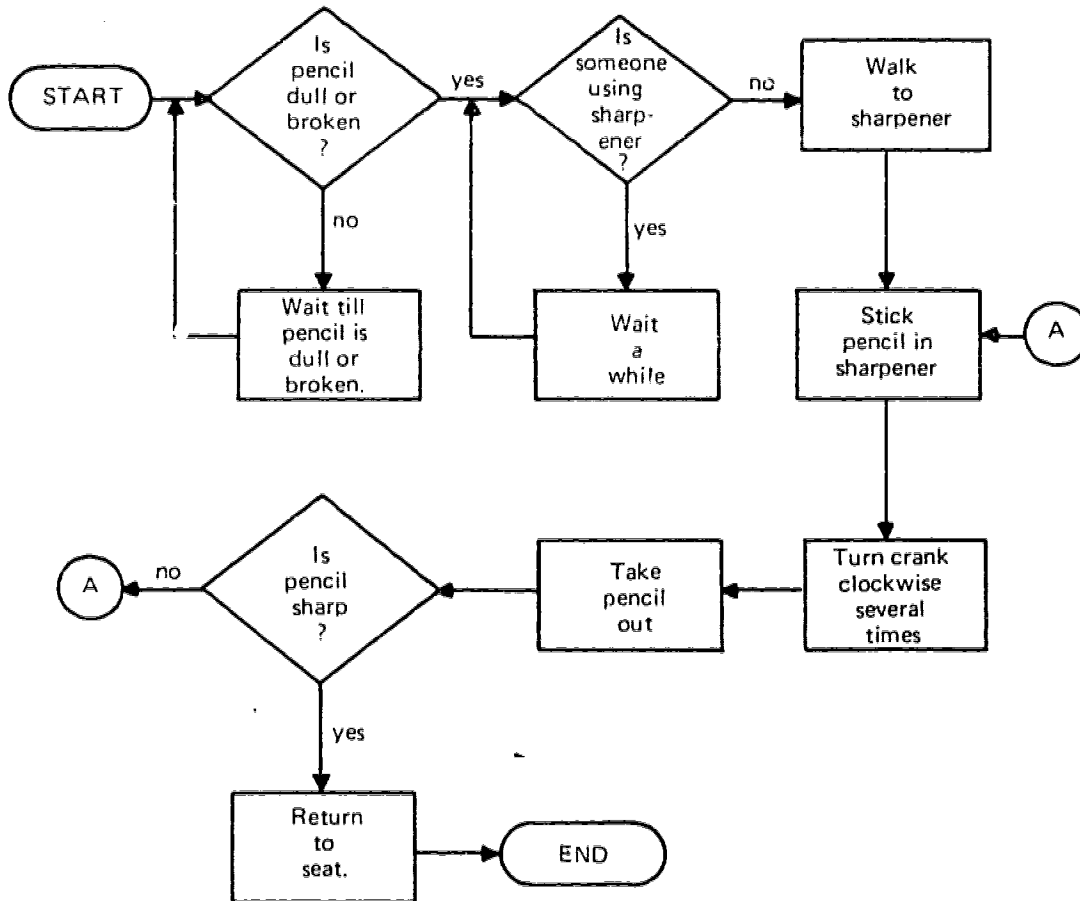 START
Is
pencil
dull or
broken
?
yes
Is
someone
using
sharp-
ener
?
no
Walk
to
sharpener
no
yes
Wait till
pencil is
dull or
broken.
Wait
a
while
Stick
pencil in
sharpener
A
A
no
Is
pencil
sharp
?
Take
pencil
out
Turn crank
clockwise
several
times
yes
Return
to
seat.
END